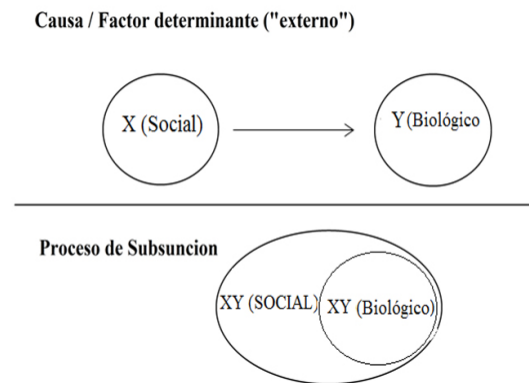 Causa / Factor determinante ("externo")
X (Social)
Y (Biológico
Proceso de Subsuncion
XY (SOCIAL)
XY (Biológico)